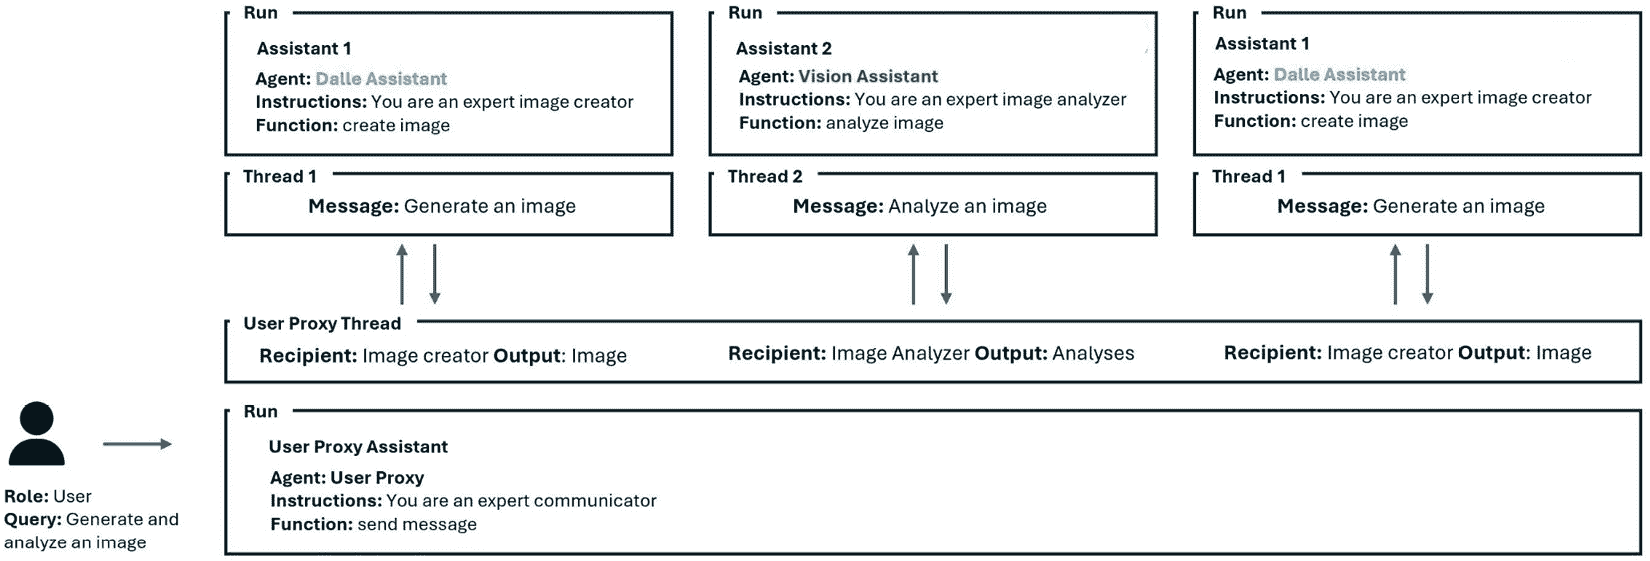 Run
Assistant 1
Agent: Dalle Assistant
Instructions: You are an expert image creator
Function: create image
Run
Assistant 2
Agent: Vision Assistant
Instructions: You are an expert image analyzer
Function: analyze image
Run
Assistant 1
Agent: Dalle Assistant
Instructions: You are an expert image creator
Function: create image
Thread 1
Message: Generate an image
Thread 2
Message: Analyze an image
Thread 1
Message: Generate an image
User Proxy Thread
Recipient: Image creator Output: Image
Recipient: Image Analyzer Output: Analyses
Recipient: Image creator Output: Image
Role: User
Query: Generate and
analyze an image
Run
User Proxy Assistant
Agent: User Proxy
Instructions: You are an expert communicator
Function: send message